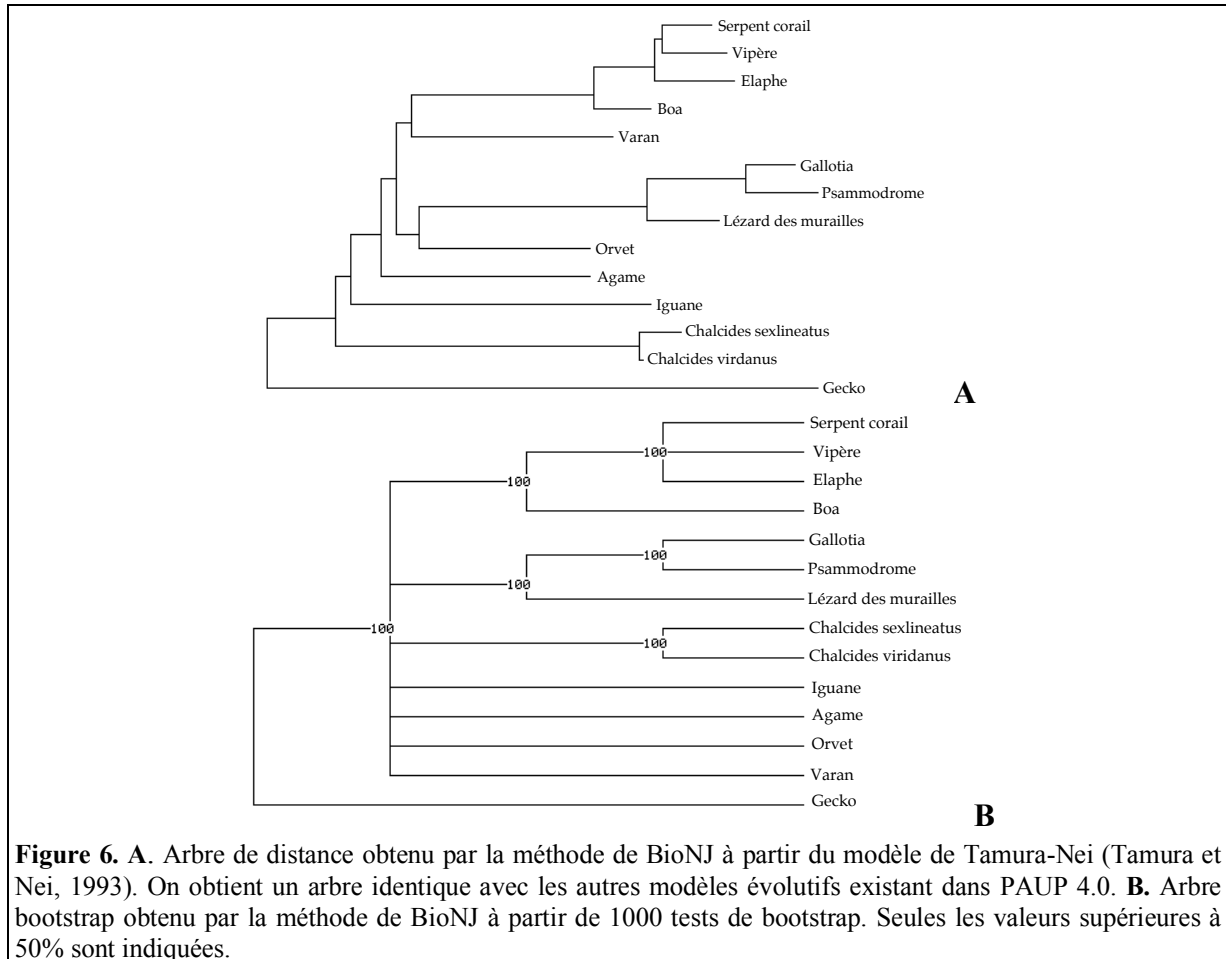 Serpent corail
Vipère
Elaphe
Boa
Varan
Gallotia
Psammodrome
Lézard des murailles
Orvet
Agame
Iguane
Chalcides sexlineatus
Chalcides virdanus
Gecko
A
Serpent corail
100
Vipère
100
Elaphe
Boa
Gallotia
100
Psammodrome
100
Lézard des murailles
100
Chalcides sexlineatus
100
Chalcides viridanus
Iguane
Agame
Orvet
Varan
Gecko
B
Figure 6. A. Arbre de distance obtenu par la méthode de BioNJ à partir du modèle de Tamura-Nei (Tamura et
Nei, 1993). On obtient un arbre identique avec les autres modèles évolutifs existant dans PAUP 4.0. B. Arbre
bootstrap obtenu par la méthode de BioNJ à partir de 1000 tests de bootstrap. Seules les valeurs supérieures à
50% sont indiquées.